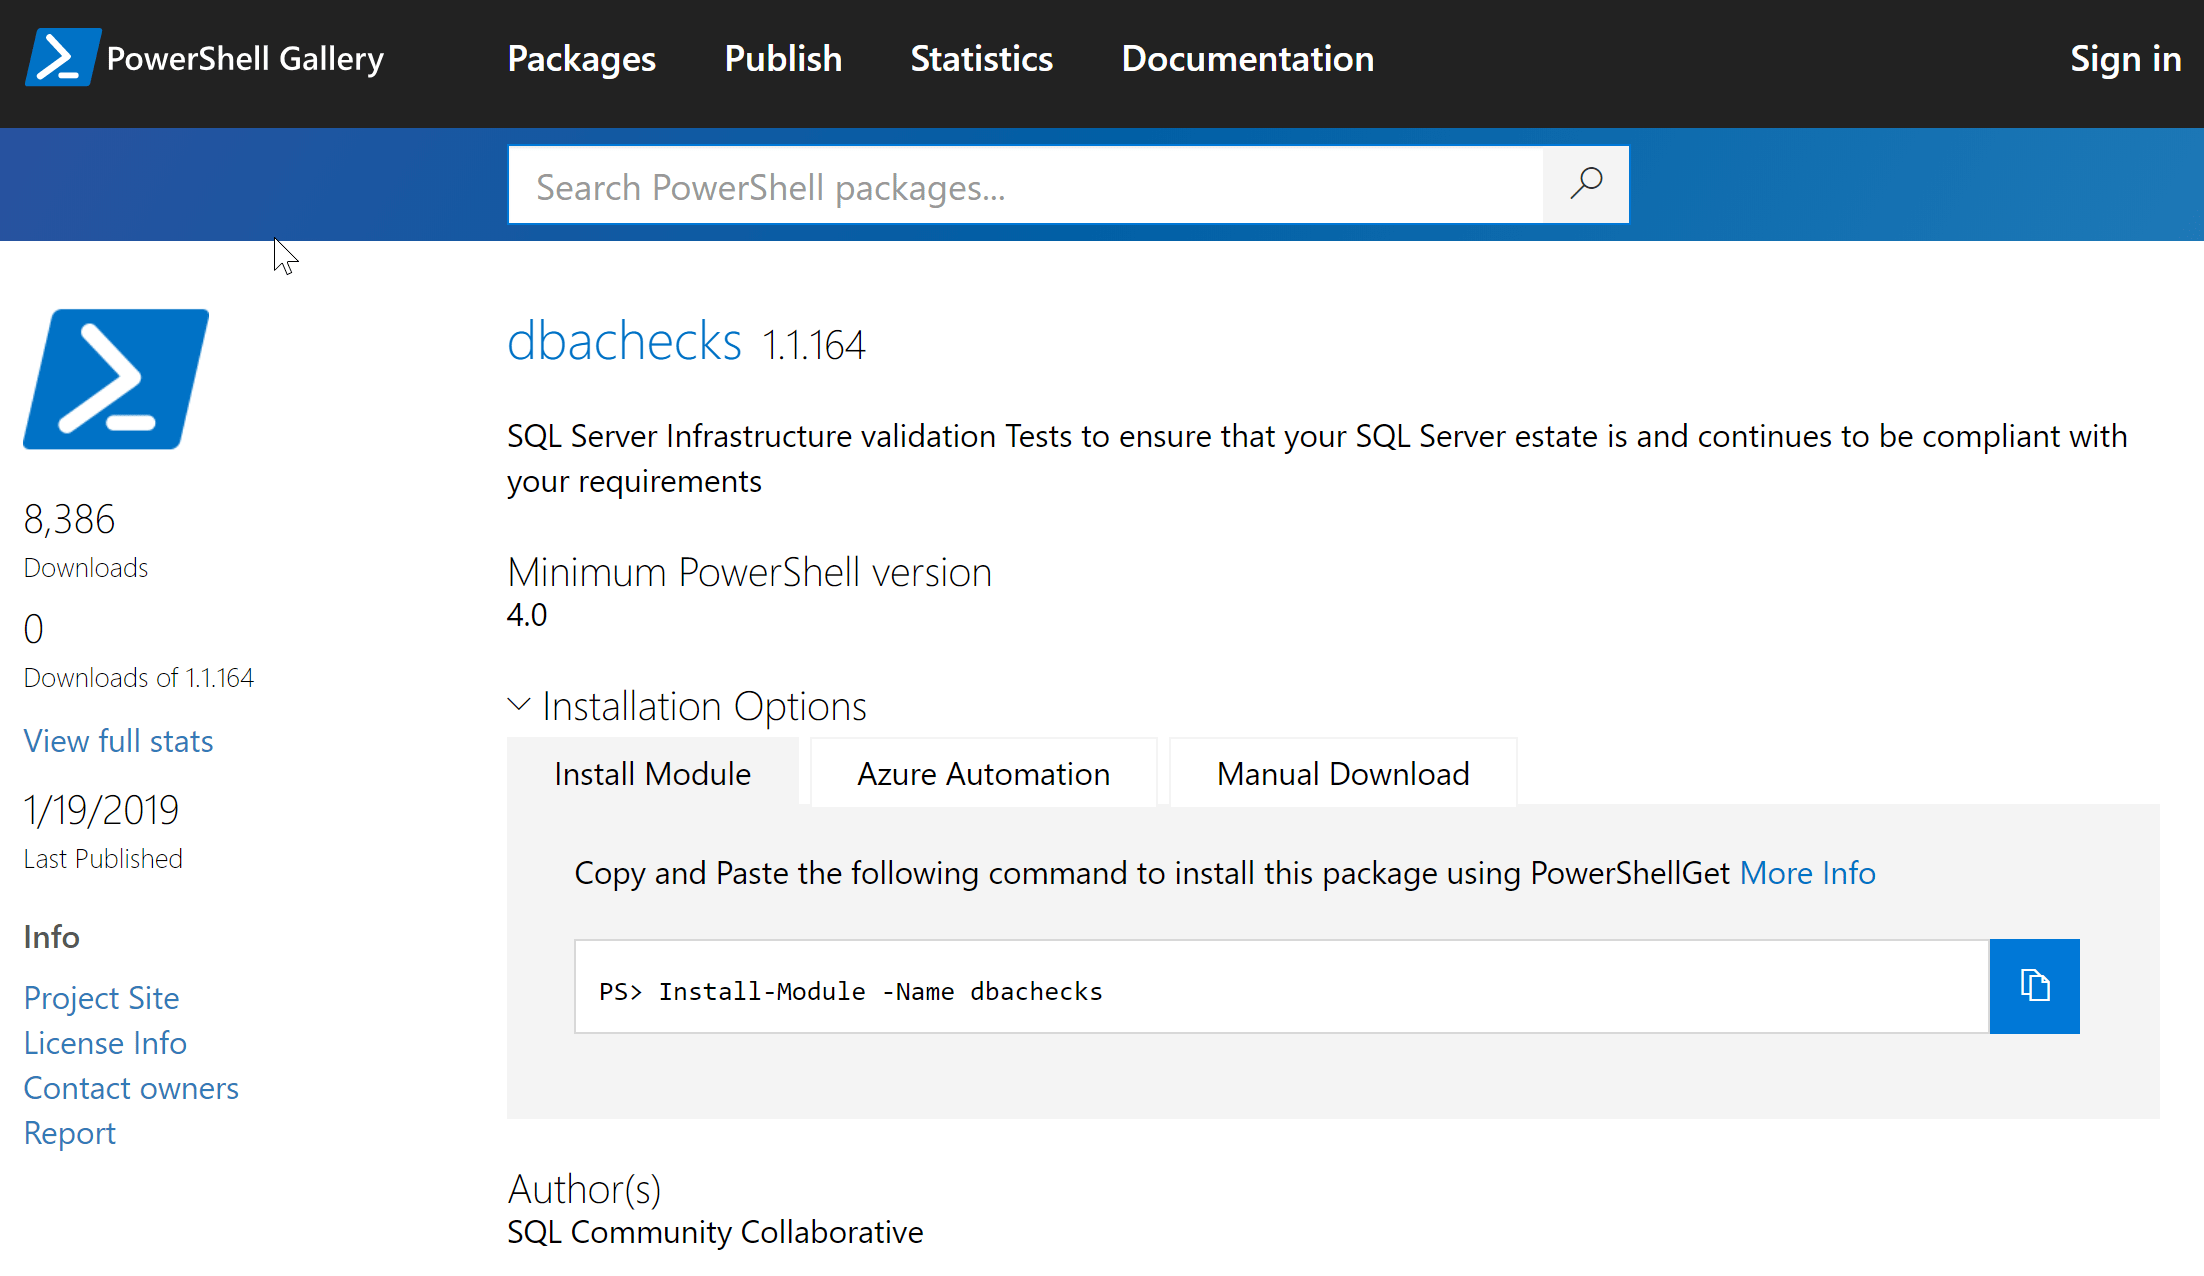 PowerShell Gallery
Packages
Publish
Statistics
Documentation
Sign in
Search PowerShell packages...
8,386
Downloads
0
Downloads of 1.1.164
View full stats
1/19/2019
Last Published
Info
Project Site
License Info
Contact owners
Report
dbachecks 1.1.164
SQL Server Infrastructure validation Tests to ensure that your SQL Server estate is and continues to be compliant with
your requirements
Minimum PowerShell version
4.0
Installation Options
Install Module
Azure Automation
Manual Download
Copy and Paste the following command to install this package using PowerShellGet More Info
PS> Install-Module -Name dbachecks
Author(s)
SQL Community Collaborative